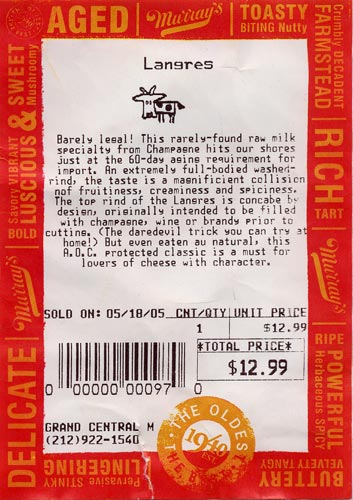 AGED
Murray's
TOASTY
BITING Nutty
Crumbly DECADENT
FARMSTEAD
RICH
TART
Murray's
RIPE
POWERFUL
Herbaceous SPICY
BUTTERY
VELVETY TANGY
LUSCIOUS & SWEET
Savory VIBRANT
Mushroomy
BOLD
Murray's
DELICATE
LINGERING
Pervasive STINKY
Langres
Barely legal! This rarely-found raw milk
specialty from Champagne hits our shores
just at the 60-day aging requirement for
import. An extremely full-bodied washed-
rind, the taste is a magnificent collision
of fruitiness, creaminess and spiciness.
The top rind of the Langres is concabe by
design, originally intended to be filled
with champagne, wine or brandy prior to
cutting. (The daredevil trick you can try at
home!) But even eaten au natural, this
A.O.C. protected classic is a must for
lovers of cheese with character.
SOLD ON: 05/18/05 CNT/QTY UNIT PRICE
1 $12.99
*TOTAL PRICE*
$12.99
0 00000 00097 0
GRAND CENTRAL M
(212)922-1540
THE OLDES
1940
EST